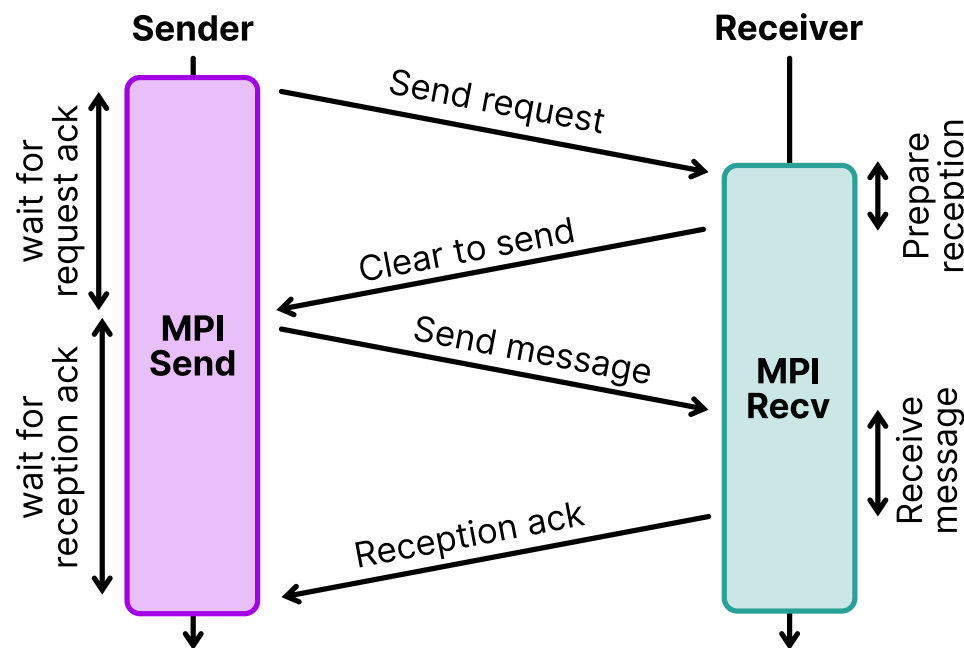 Sender
Receiver
Send request
wait for
request ack
Prepare
reception
Clear to send
MPI
Send
Send message
MPI
Recv
wait for
reception ack
Receive
message
Reception ack